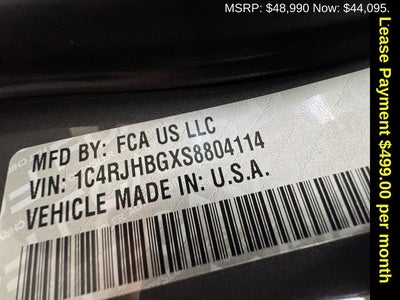 MSRP: $48,990 Now: $44,095.
Lease Payment $499.00 per month
MFD BY: FCA US LLC
VIN: 1C4RJHBGXS8804114
VEHICLE MADE IN: U.S.A.